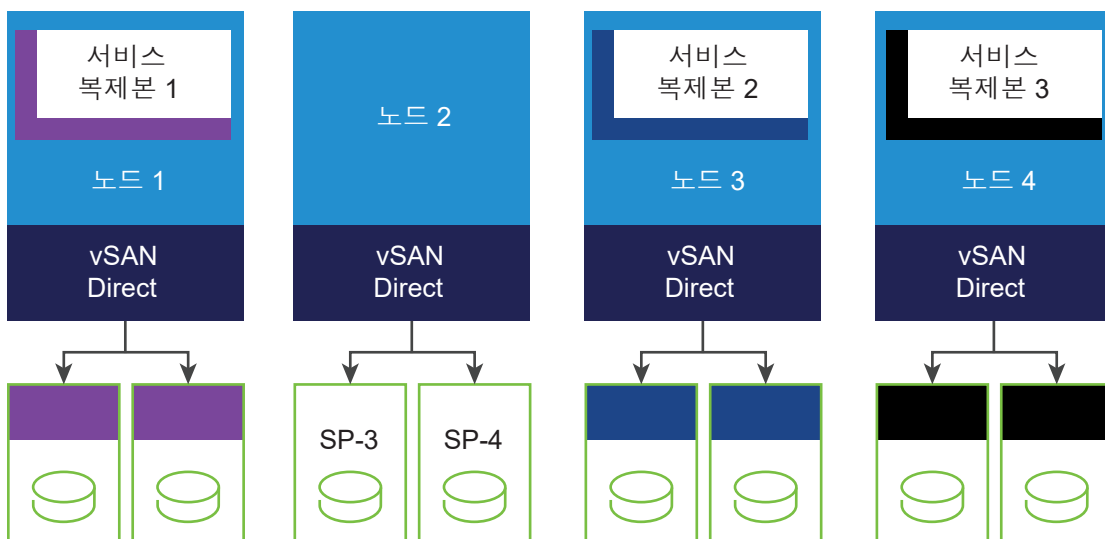 서비스
복제본 1
노드 1
vSAN
Direct
노드 2
vSAN
Direct
SP-3
SP-4
서비스
복제본 2
노드 3
vSAN
Direct
서비스
복제본 3
노드 4
vSAN
Direct